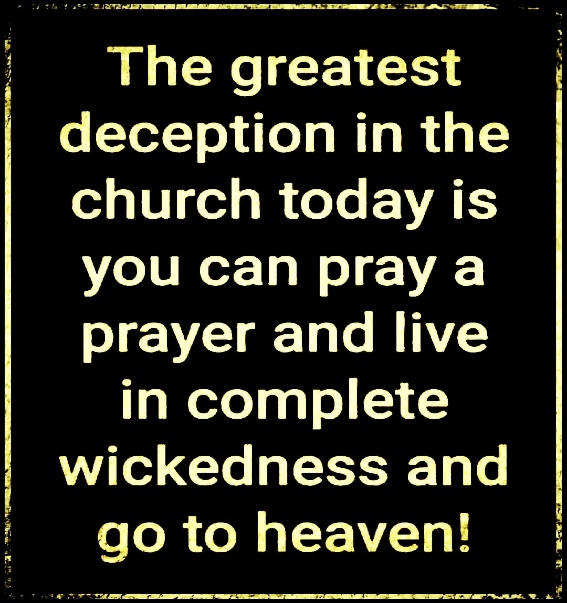 The greatest
deception in the
church today is
you can pray a
prayer and live
in complete
wickedness and
go to heaven!